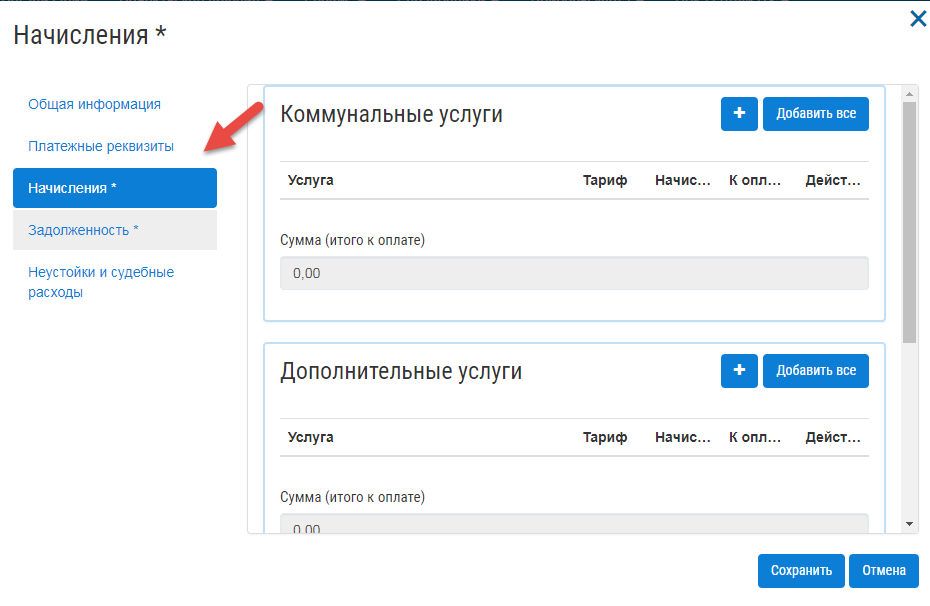 Начисления *
Общая информация
Платежные реквизиты
Начисления *
Задолженность *
Неустойки и судебные
расходы
Коммунальные услуги
+ Добавить все
Услуга Тариф Начис... К опл... Дейст...
Сумма (итого к оплате)
0,00
Дополнительные услуги
+ Добавить все
Услуга Тариф Начис... К опл... Дейст...
Сумма (итого к оплате)
0,00
Сохранить Отмена